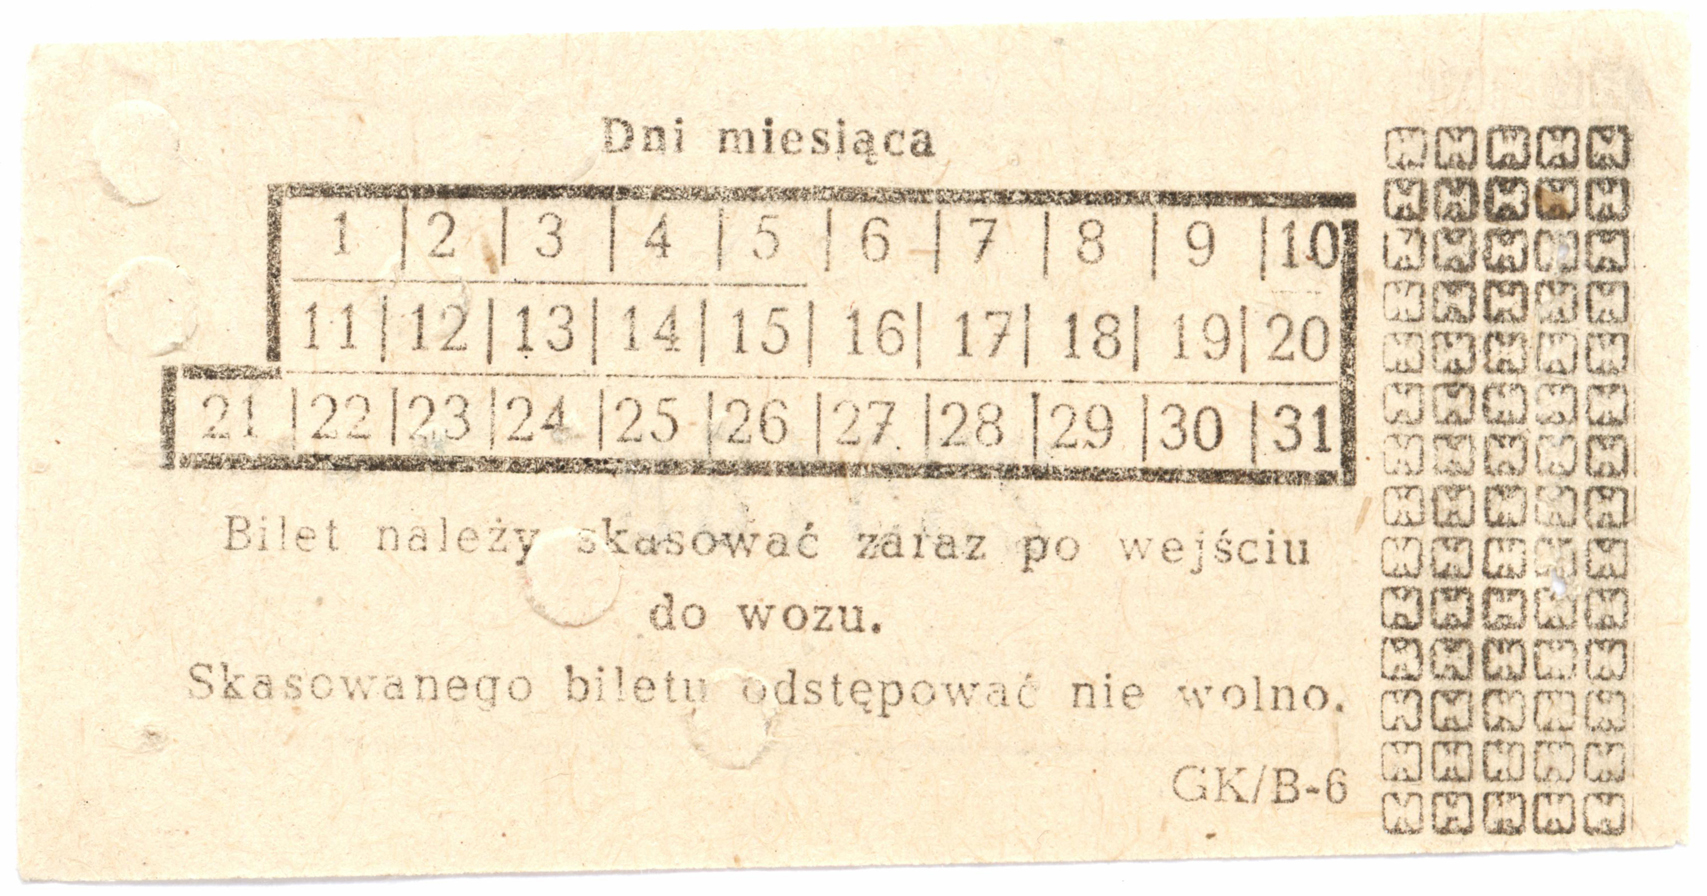 Dni miesiąca
1 | 2 | 3 | 4 | 5 | 6 | 7 | 8 | 9 | 10
11 | 12 | 13 | 14 | 15 | 16 | 17 | 18 | 19 | 20
21 | 22 | 23 | 24 | 25 | 26 | 27 | 28 | 29 | 30 | 31
Bilet należy skasować zaraz po wejściu
do wozu.
Skasowanego biletu odstępować nie wolno.
GK/B-6